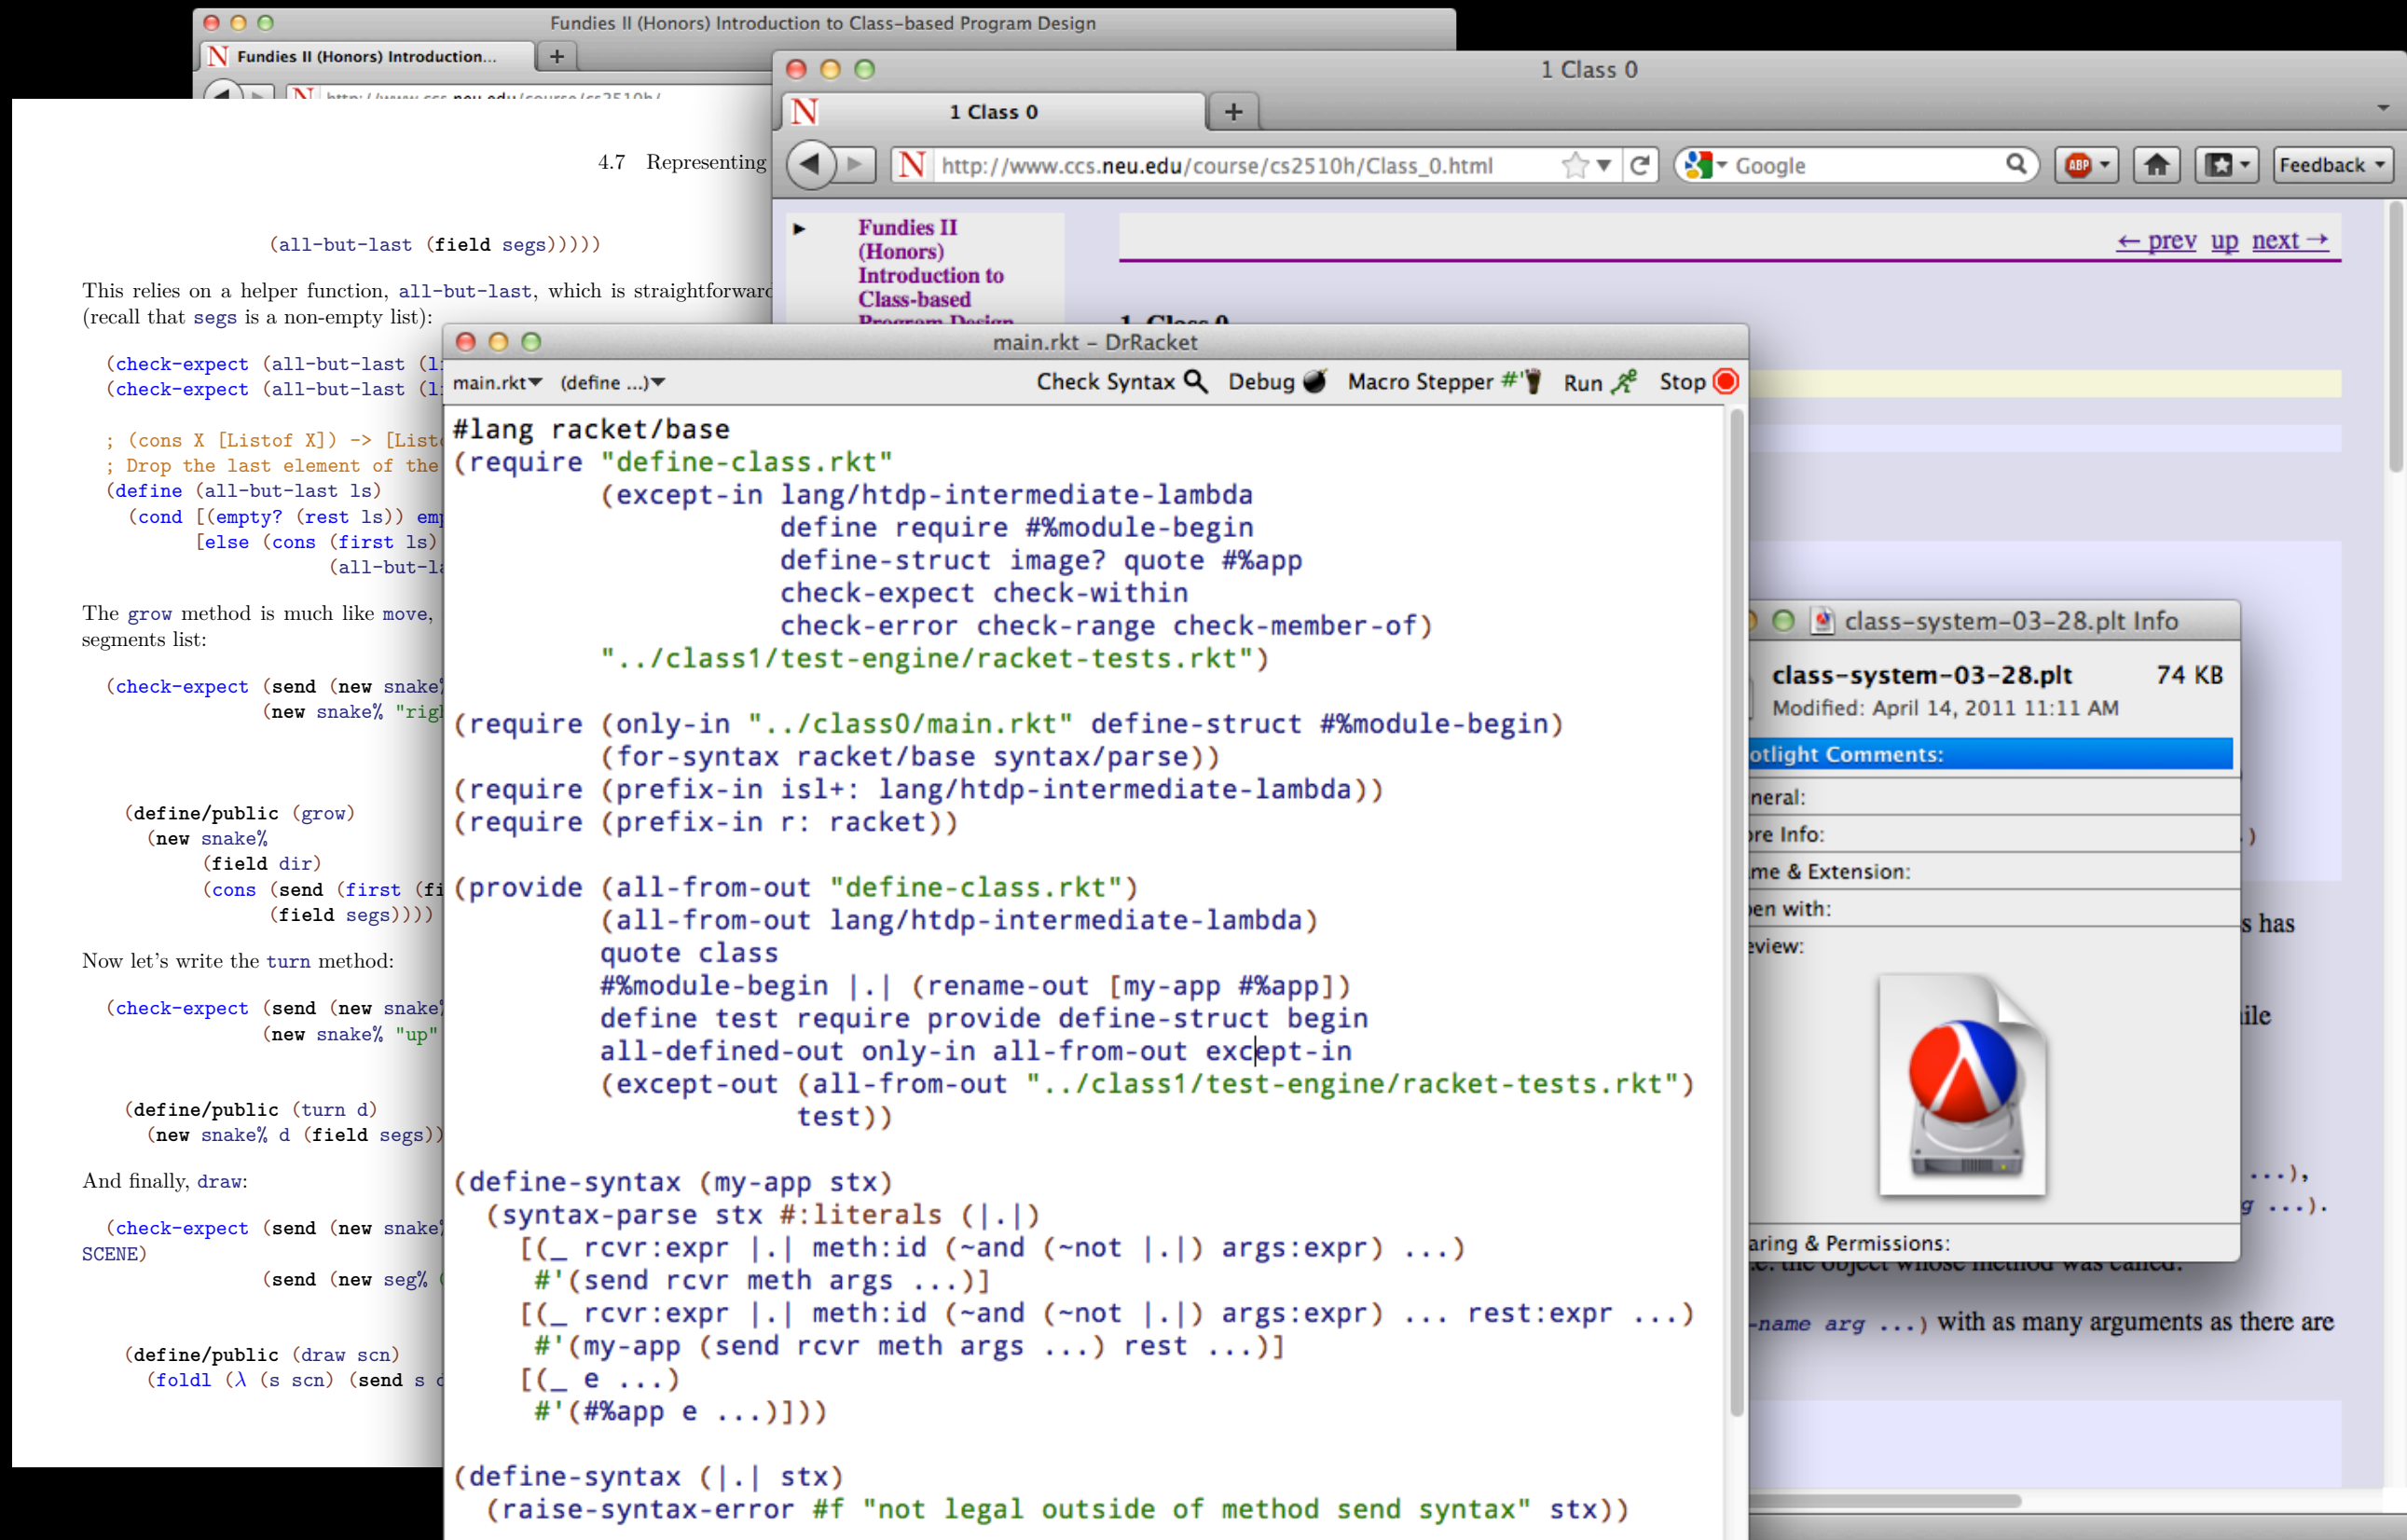 Fundies II (Honors) Introduction to Class-based Program Design
Fundies II (Honors) Introduction...
+
4.7 Representing
(all-but-last (field segs)))))
This relies on a helper function, all-but-last, which is straightforward
(recall that segs is a non-empty list):
(check-expect (all-but-last
(check-expect (all-but-last
; (cons X [Listof X]) ->
; Drop the last element of the
(define (all-but-last ls)
(cond [(empty? (rest ls))
[else (cons (first ls)
The grow method is much like move,
segments list:
(check-expect (send (new
(new snake%
(define/public (grow)
(new snake%
(field dir)
(cons (send (first
(field segs))))
Now let's write the turn method:
(check-expect (send (new
(new snake% "up"
(define/public (turn d)
(new snake% d (field segs))
And finally, draw:
(check-expect (send (new
SCENE)
(send (new seg%
(define/public (draw scn)
(foldl (λ (s scn) (send s
1 Class 0
1 Class 0
+
http://www.ccs.neu.edu/course/cs2510h/Class_0.html
Google
ABP
Feedback
Fundies II
(Honors)
Introduction to
Class-based
Program Design
← prev up next →
1 Class 0
main.rkt - DrRacket
main.rkt (define ...) Check Syntax Debug Macro Stepper #' Run Stop
#lang racket/base
(require "define-class.rkt"
(except-in lang/htdp-intermediate-lambda
define require #%module-begin
define-struct image? quote #%app
check-expect check-within
check-error check-range check-member-of)
"../class1/test-engine/racket-tests.rkt")
(require (only-in "../class0/main.rkt" define-struct #%module-begin)
(for-syntax racket/base syntax/parse))
(require (prefix-in isl+: lang/htdp-intermediate-lambda))
(require (prefix-in r: racket))
(provide (all-from-out "define-class.rkt")
(all-from-out lang/htdp-intermediate-lambda)
quote class
#%module-begin |.| (rename-out [my-app #%app])
define test require provide define-struct begin
all-defined-out only-in all-from-out except-in
(except-out (all-from-out "../class1/test-engine/racket-tests.rkt")
test))
(define-syntax (my-app stx)
(syntax-parse stx #:literals (|.|)
[(_ rcvr:expr |.| meth:id (~and (~not |.|) args:expr) ...)
#'(send rcvr meth args ...)]
[(_ rcvr:expr |.| meth:id (~and (~not |.|) args:expr) ... rest:expr ...)
#'(my-app (send rcvr meth args ...) rest ...)]
[(_ e ...)
#'(#%app e ...)]))
(define-syntax (|.| stx)
(raise-syntax-error #f "not legal outside of method send syntax" stx))
class-system-03-28.plt Info
class-system-03-28.plt 74 KB
Modified: April 14, 2011 11:11 AM
Comments:
Info:
& Extension:
with:
& Permissions:
has
...),
...).
the object whose method was called.
arg ...) with as many arguments as there are